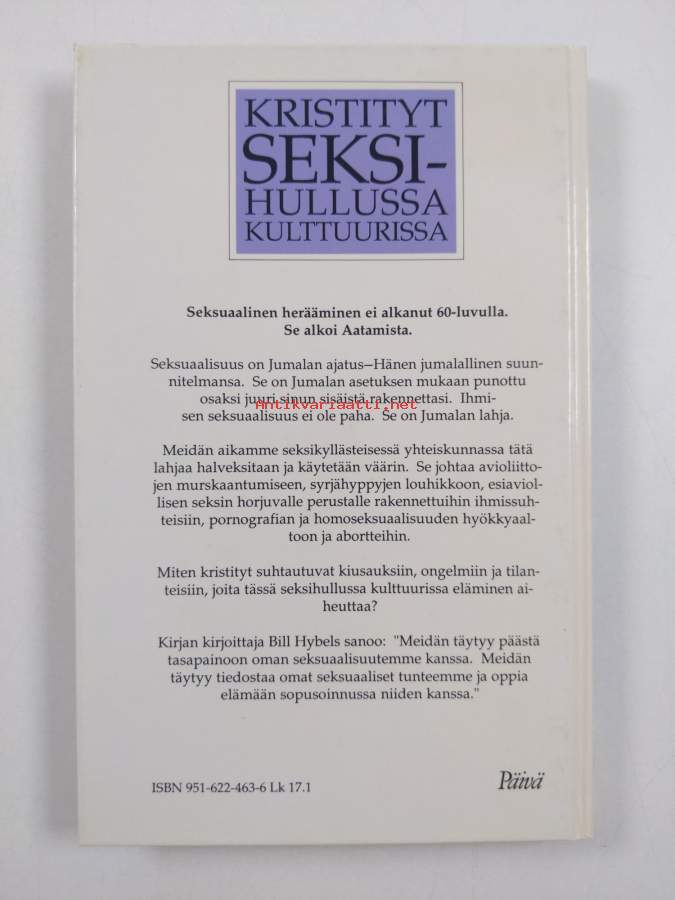 KRISTITYT
SEKSI-
HULLUSSA
KULTTUURISSA
Seksuaalinen herääminen ei alkanut 60-luvulla.
Se alkoi Aatamista.
Seksuaalisuus on Jumalan ajatus—Hänen jumalallinen suun-
nitelmansa. Se on Jumalan asetuksen mukaan punottu
osaksi juuri sinun sisäistä rakennettasi. Ihmi-
Antikvariaatti.net
sen seksuaalisuus ei ole paha. Se on Jumalan lahja.
Meidän aikamme seksikyllästeisessä yhteiskunnassa tätä
lahjaa halveksitaan ja käytetään väärin. Se johtaa avioliitto-
jen murskaantumiseen, syrjähyppyjen louhikkoon, esiaviol-
lisen seksin horjuvalle perustalle rakennettuihin ihmissuh-
teisiin, pornografian ja homoseksuaalisuuden hyökkyaal-
toon ja abortteihin.
Miten kristityt suhtautuvat kiusauksiin, ongelmiin ja tilan-
teisiin, joita tässä seksihullussa kulttuurissa eläminen ai-
heuttaa?
Kirjan kirjoittaja Bill Hybels sanoo: "Meidän täytyy päästä
tasapainoon oman seksuaalisuutemme kanssa. Meidän
täytyy tiedostaa omat seksuaaliset tunteemme ja oppia
elämään sopusoinnussa niiden kanssa."
ISBN 951-622-463-6 Lk 17.1
Päivä